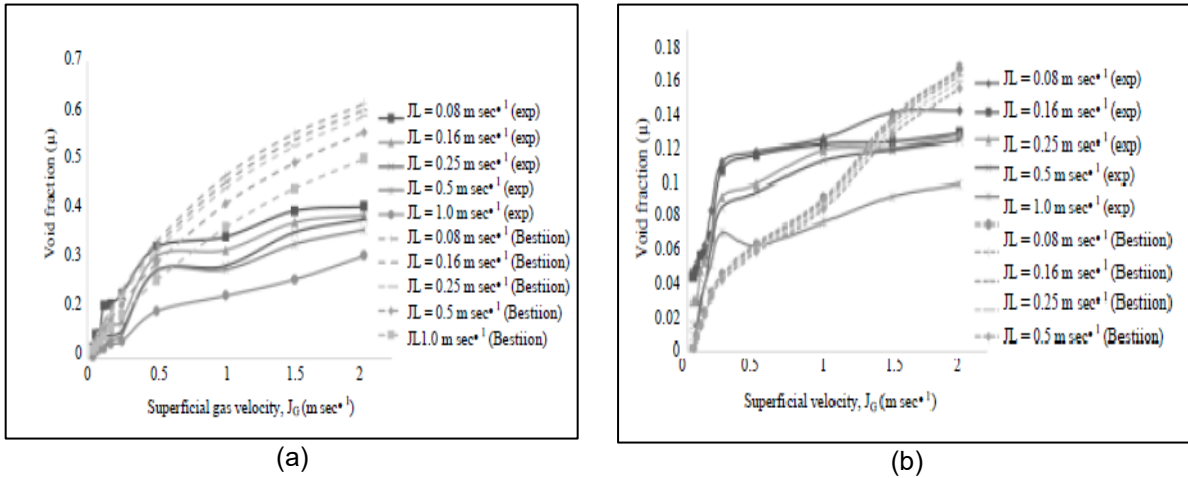 0.7
0.6
0.5
0.4
0.3
0.2
0.1
0
Void fraction (µ)
0 0.5 1 1.5 2
Superficial gas velocity, JG (m sec•1)
JL = 0.08 m sec•1 (exp)
JL = 0.16 m sec•1 (exp)
JL = 0.25 m sec•1 (exp)
JL = 0.5 m sec•1 (exp)
JL = 1.0 m sec•1 (exp)
JL = 0.08 m sec•1 (Bestiion)
JL = 0.16 m sec•1 (Bestiion)
JL = 0.25 m sec•1 (Bestiion)
JL = 0.5 m sec•1 (Bestiion)
JL1.0 m sec•1 (Bestiion)
(a)
0.18
0.16
0.14
0.12
0.1
0.08
0.06
0.04
0.02
0
Void fraction (µ)
0 0.5 1 1.5 2
Superficial velocity, JG (m sec•1)
JL = 0.08 m sec•1 (exp)
JL = 0.16 m sec•1 (exp)
JL = 0.25 m sec•1 (exp)
JL = 0.5 m sec•1 (exp)
JL = 1.0 m sec•1 (exp)
JL = 0.08 m sec•1 (Bestiion)
JL = 0.16 m sec•1 (Bestiion)
JL = 0.25 m sec•1 (Bestiion)
JL = 0.5 m sec•1 (Bestiion)
(b)